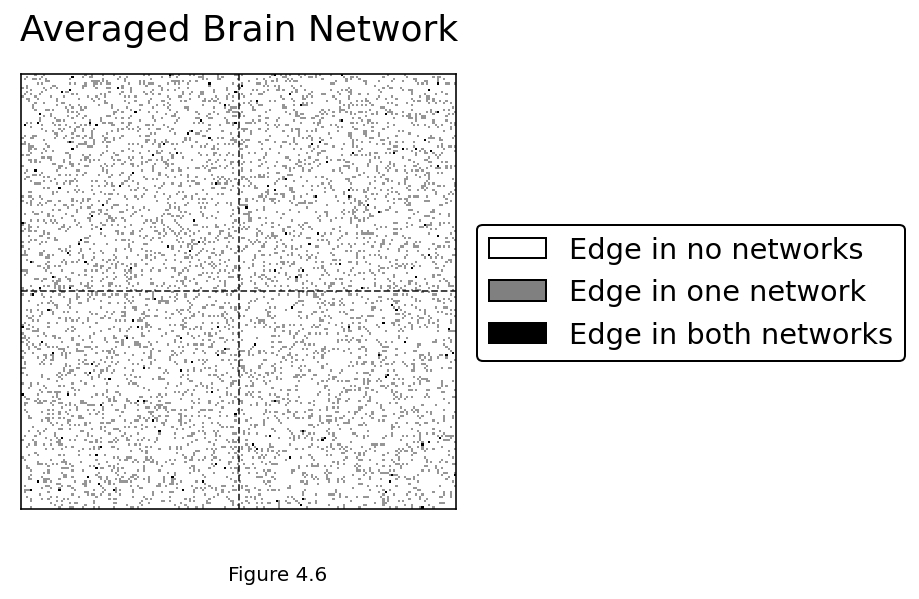 Averaged Brain Network
Edge in no networks
Edge in one network
Edge in both networks
Figure 4.6